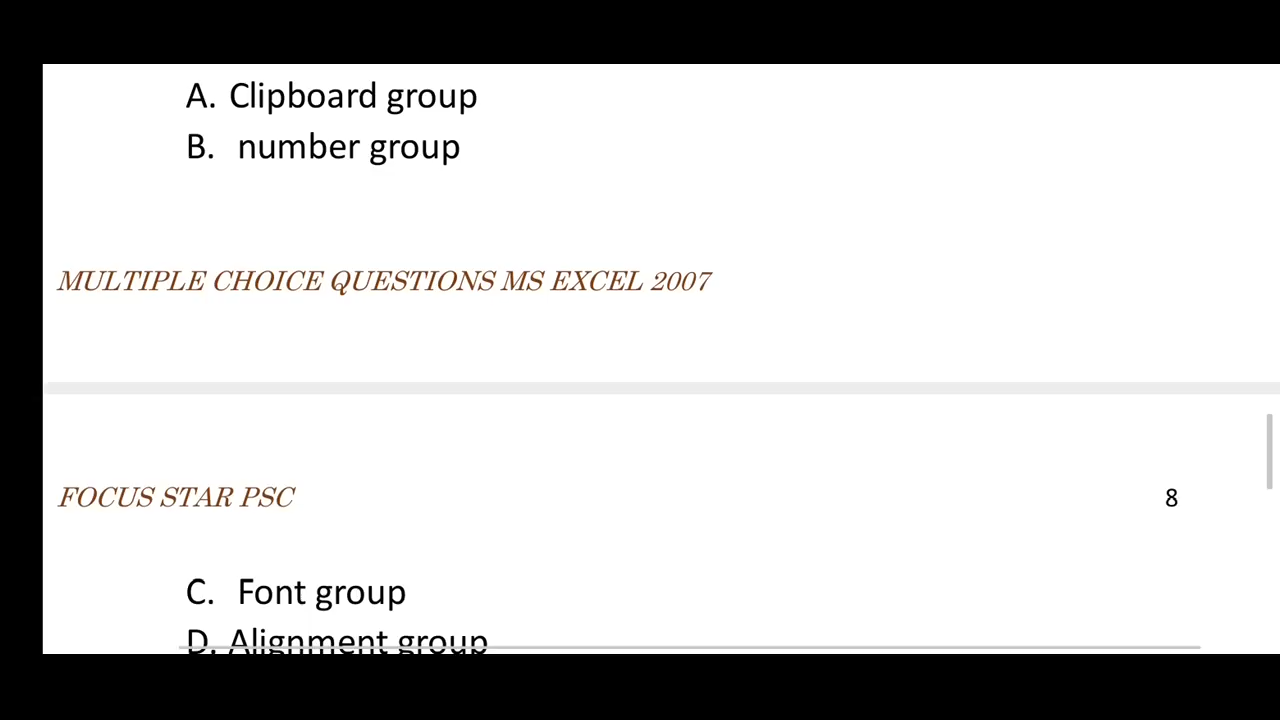 A. Clipboard group
B. number group
MULTIPLE CHOICE QUESTIONS MS EXCEL 2007
FOCUS STAR PSC 8
C. Font group
D. Alignment group